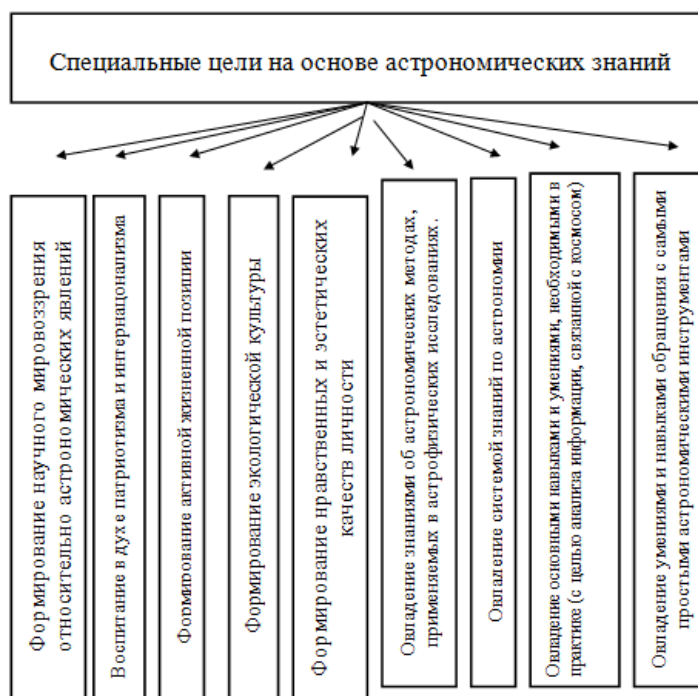 Специальные цели на основе астрономических знаний
Формирование научного мировоззрения
относительно астрономических явлений
Воспитание в духе патриотизма и интернацонапизма
Формирование активной жизненной позиции
Формирование экологической культуры
Формирование нравственных и эстетических
качеств личности
Овладение знаниями об астрономических методах,
применяемых в астрофизических исследованиях.
Овладение системой знаний по астрономии
Овладение основными навыками и умениями, необходимыми в
практике (с целью анализа информации, связанной с космосом)
Овладение умениями и навыками обращения с самыми
простыми астрономическими инструментами